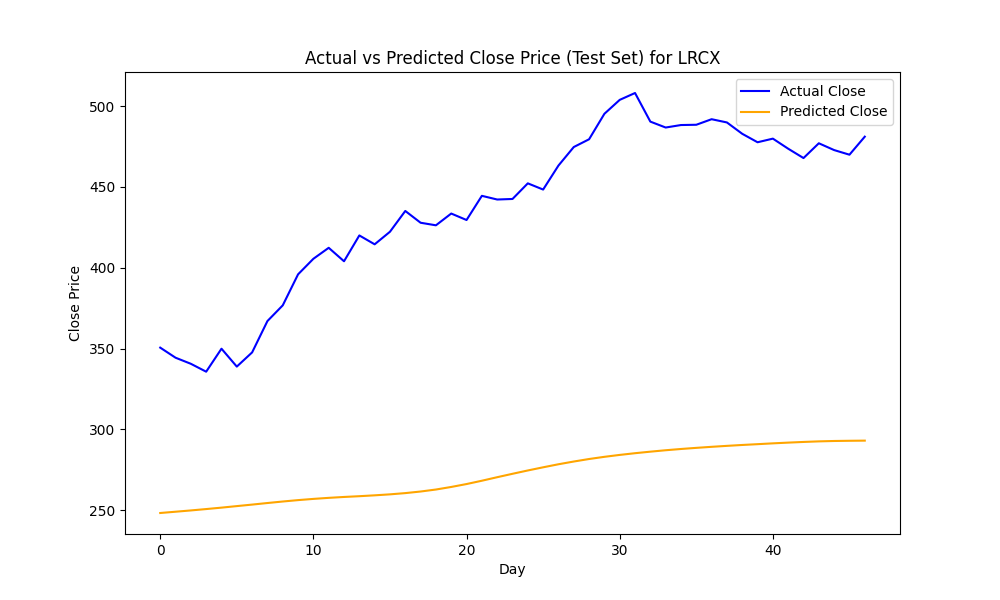 Actual vs Predicted Close Price (Test Set) for LRCX
Actual Close
Predicted Close
Close Price
500
450
400
350
300
250
0 10 20 30 40
Day